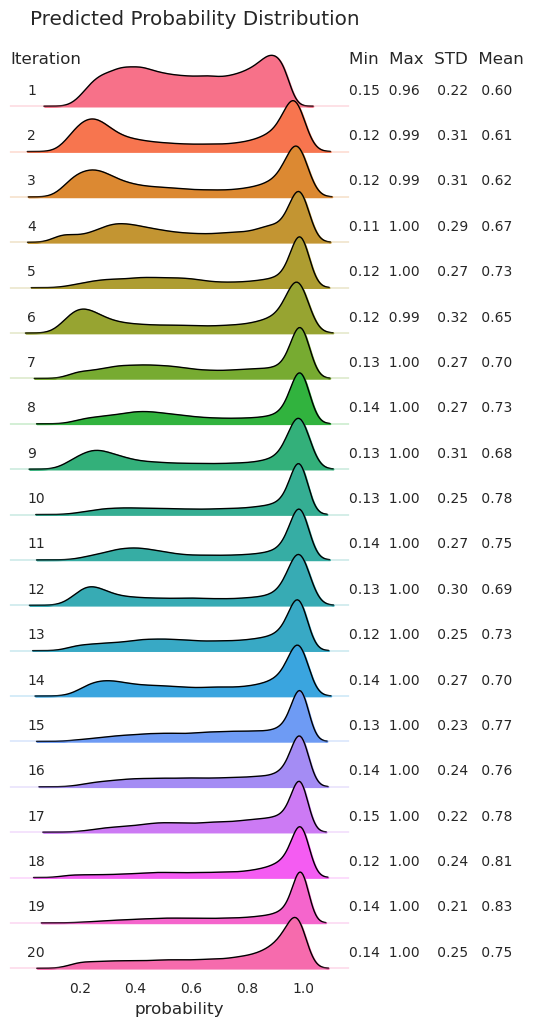 Predicted Probability Distribution
Iteration Min Max STD Mean
1 0.15 0.96 0.22 0.60
2 0.12 0.99 0.31 0.61
3 0.12 0.99 0.31 0.62
4 0.11 1.00 0.29 0.67
5 0.12 1.00 0.27 0.73
6 0.12 0.99 0.32 0.65
7 0.13 1.00 0.27 0.70
8 0.14 1.00 0.27 0.73
9 0.13 1.00 0.31 0.68
10 0.13 1.00 0.25 0.78
11 0.14 1.00 0.27 0.75
12 0.13 1.00 0.30 0.69
13 0.12 1.00 0.25 0.73
14 0.14 1.00 0.27 0.70
15 0.13 1.00 0.23 0.77
16 0.14 1.00 0.24 0.76
17 0.15 1.00 0.22 0.78
18 0.12 1.00 0.24 0.81
19 0.14 1.00 0.21 0.83
20 0.14 1.00 0.25 0.75
0.2 0.4 0.6 0.8 1.0
probability